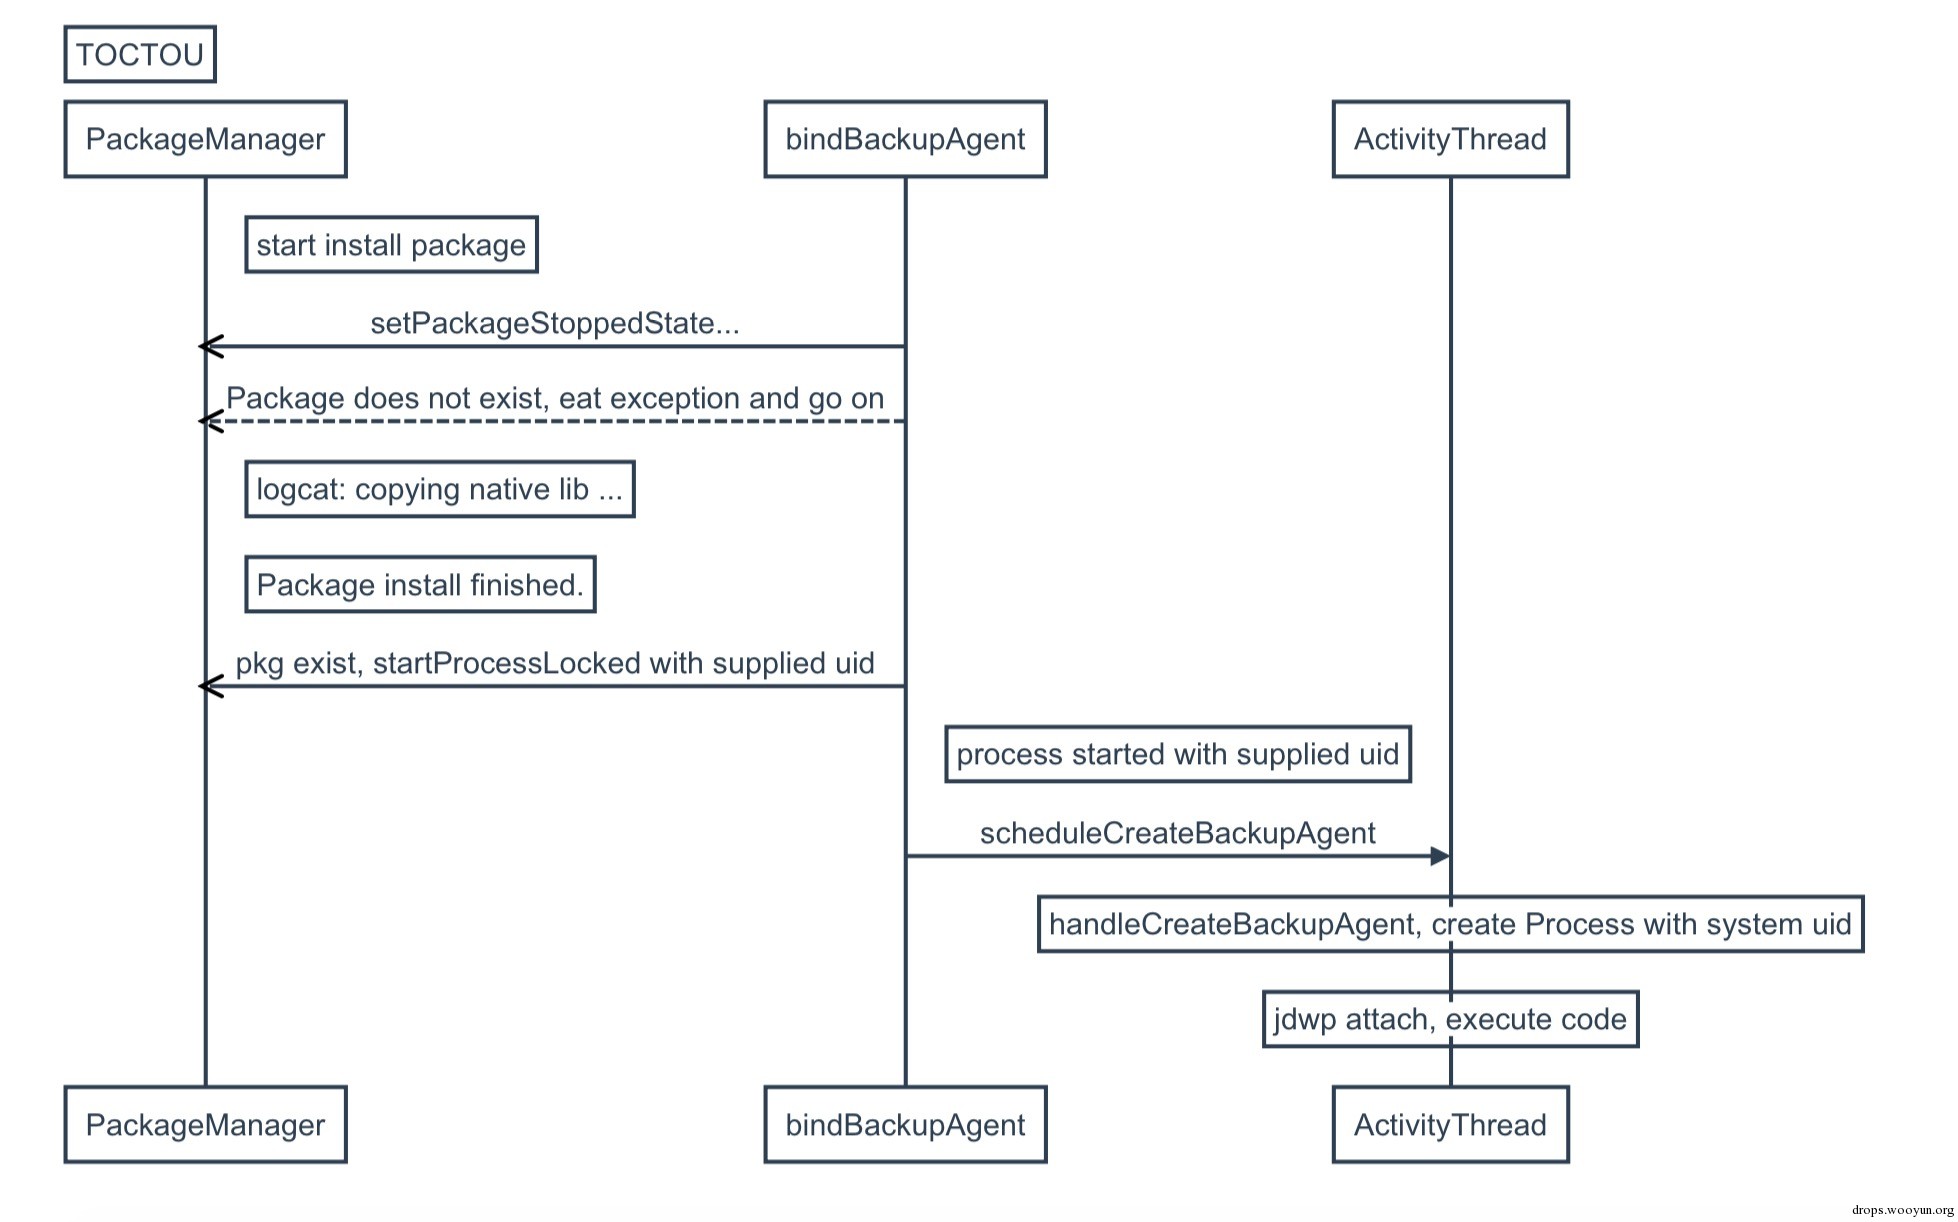 TOCTOU
PackageManager
bindBackupAgent
ActivityThread
start install package
setPackageStoppedState...
Package does not exist, eat exception and go on
logcat: copying native lib ...
Package install finished.
pkg exist, startProcessLocked with supplied uid
process started with supplied uid
scheduleCreateBackupAgent
handleCreateBackupAgent, create Process with system uid
jdwp attach, execute code
PackageManager
bindBackupAgent
ActivityThread
drops.wooyun.org